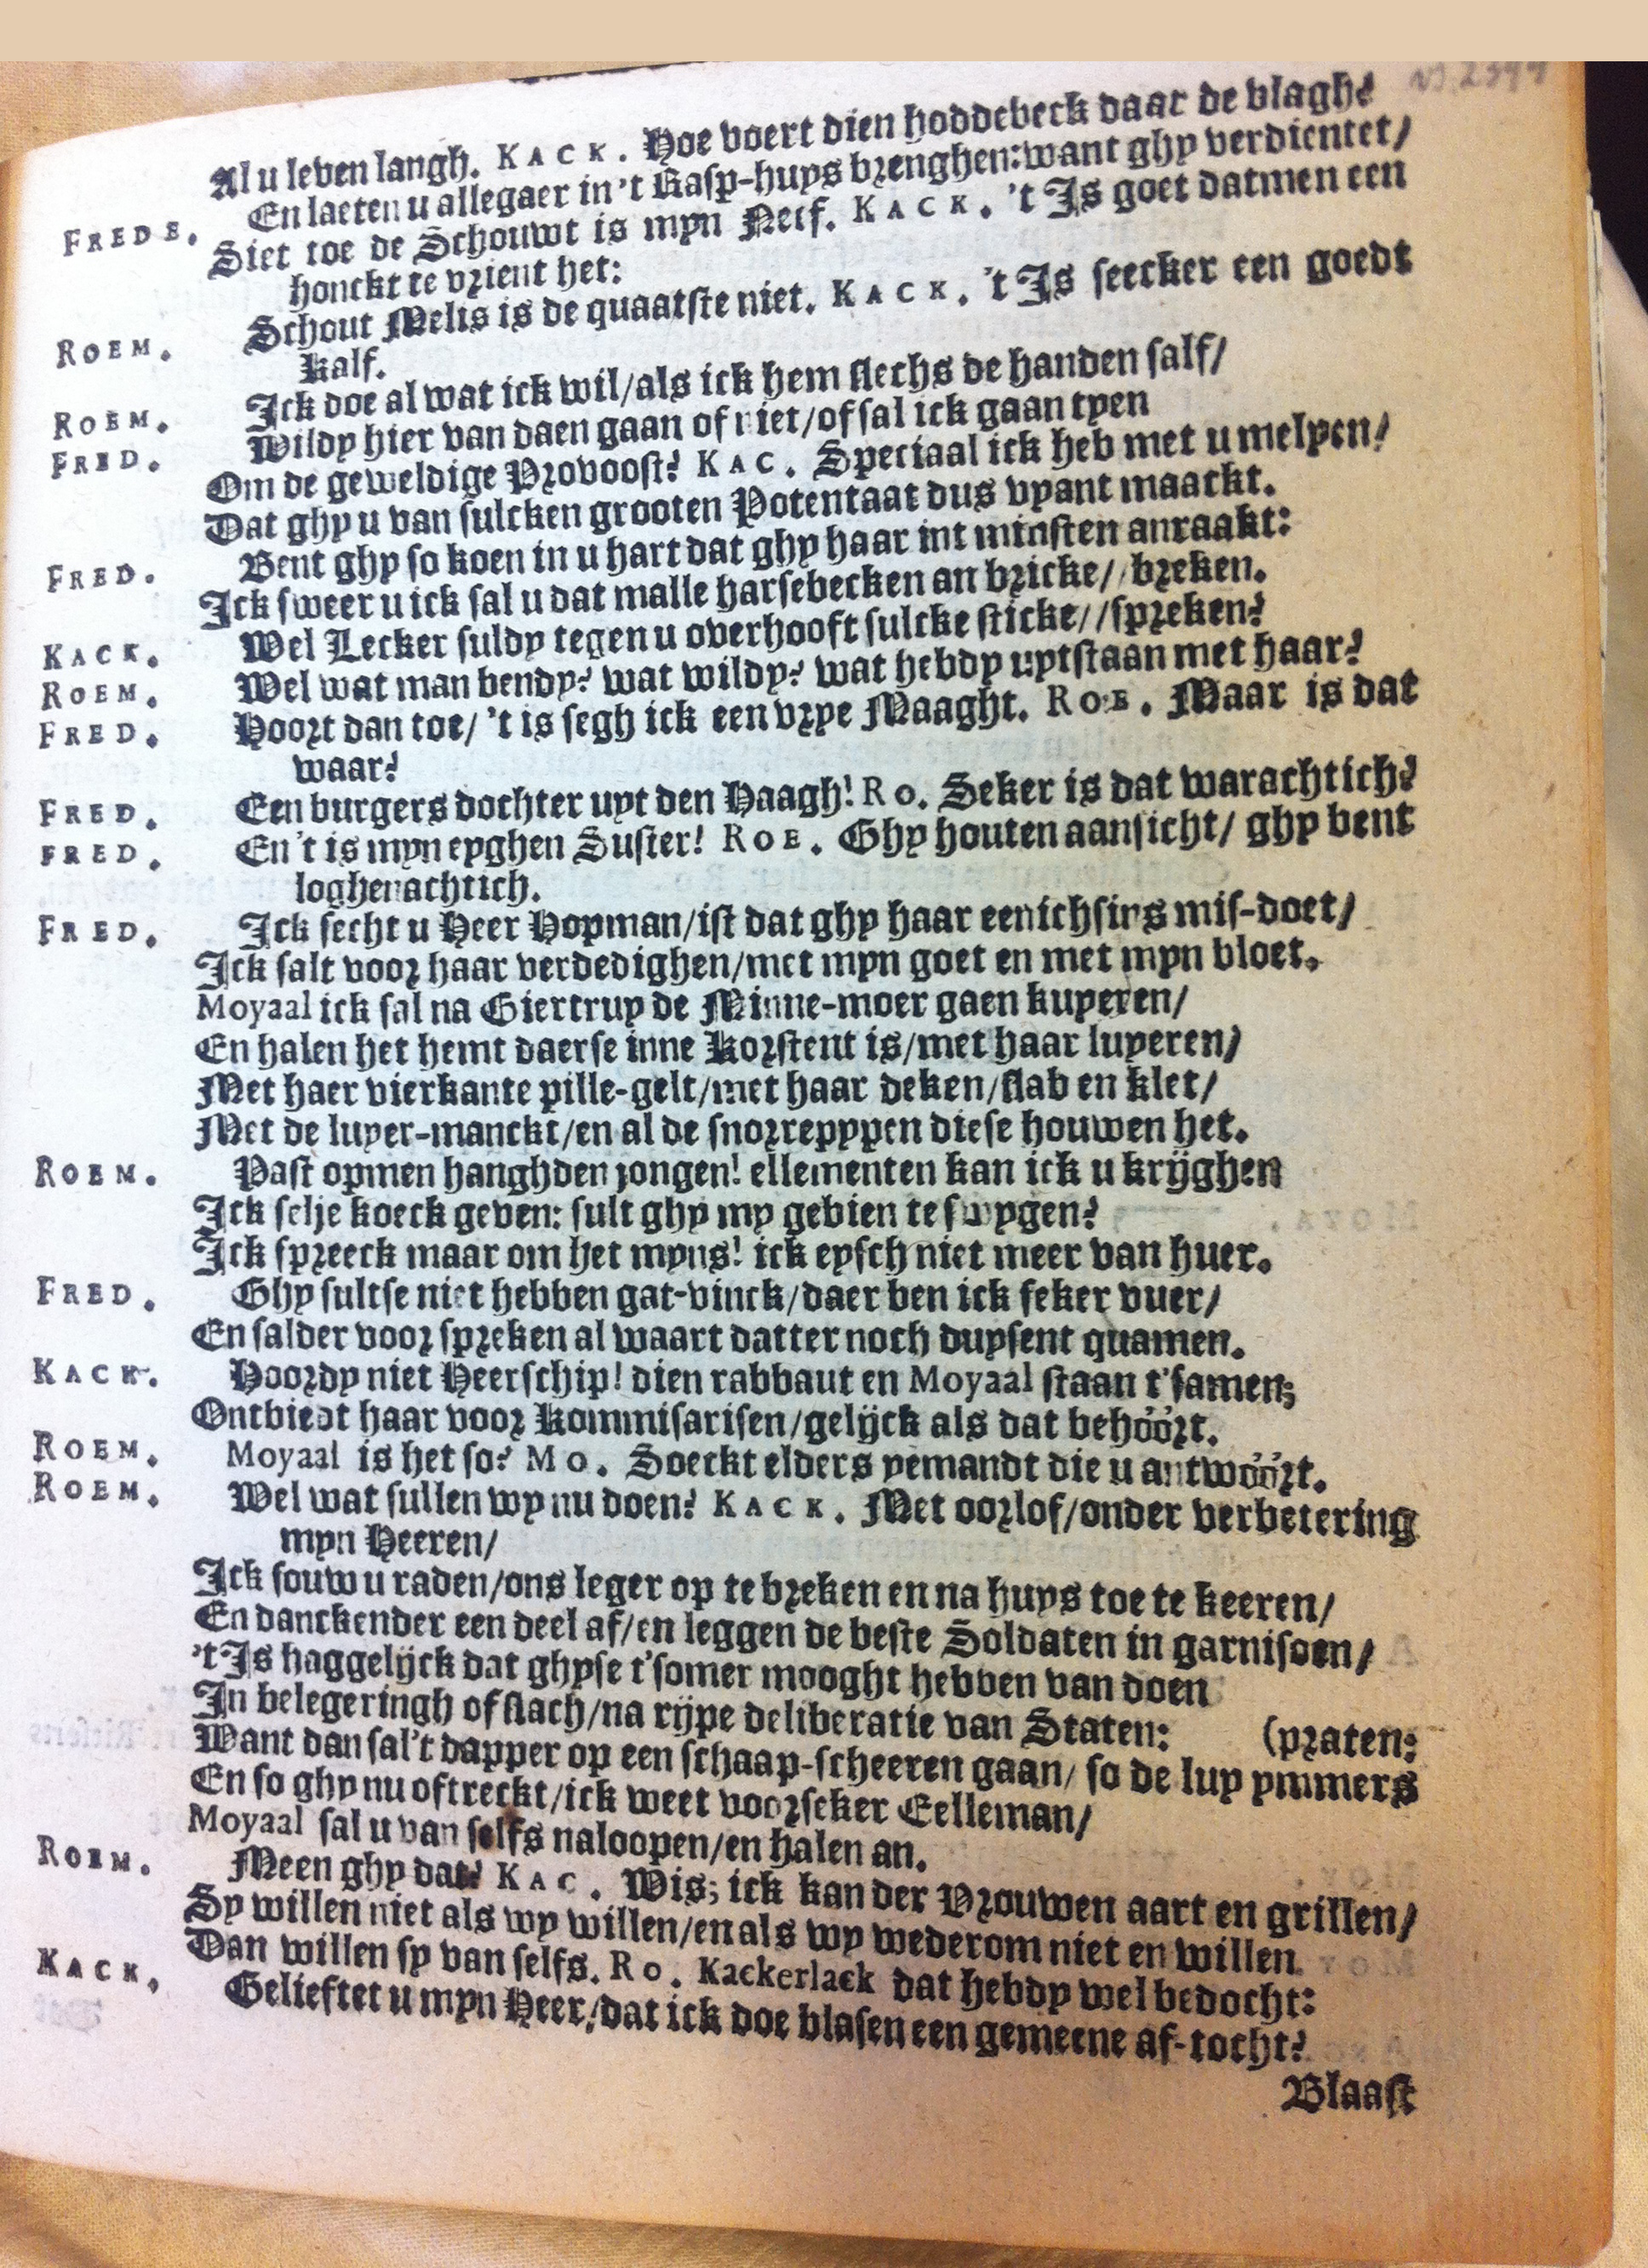 Al u leven langh. KACK. Hoe voert dien hoddebeck daar de vlagh?
En laeten u allegaer in't Rasp-huys brenghen: want ghy verdientet/
FREDE. Siet toe de Schouwt is myn Neef. KACK. 't Is goet datmen een
honckt te vrient het:
ROEM. Schout Melis is de quaatste niet. KACK. 't Is seecker een goedt
kalf.
ROEM. Ick doe al wat ick wil/als ick hem slechs de handen salf/
FRED. Wildy hier van daen gaan of niet/of sal ick gaan tyen
Om de geweldige Provoost? KAC. Speciaal ick heb met u melyen/
Dat ghy u van sulcken grooten Potentaat dus vyant maackt.
FRED. Bent ghy so koen in u hart dat ghy haar int minsten anraakt:
Ick sweer u ick sal u dat malle harsebecken an bricke//breken.
KACK. Wel Lecker suldy tegen u overhooft sulcke sticke//spreken?
ROEM. Wel wat man bendy? wat wildy? wat hebdy uytstaan met haar?
FRED. Hoort dan toe/ 't is segh ick een vrye Maaght. ROE. Maar is dat
waar?
FRED. Een burgers dochter uyt den Haagh! RO. Seker is dat warachtich?
FRED. En't is myn eyghen Suster! ROE. Ghy houten aansicht/ ghy bent
loghenachtich.
FRED. Ick secht u Heer Hopman/ist dat ghy haar eenichsins mis-doet/
Ick salt voor haar verdedighen/met myn goet en met myn bloet.
Moyaal ick sal na Giertruy de Minne-moer gaen kuyeren/
En halen het hemt daerse inne Korstent is/met haar luyeren/
Met haer vierkante pille-gelt/met haar deken/slab en klet/
Met de luyer-manckt/en al de snorrepypen diese houwen het.
ROEM. Past opmen hanghden jongen! ellementen kan ick u krijghen
Ick selje koeck geven: sult ghy my gebien te swygen?
Ick spreeck maar om het myns! ick eysch niet meer van huer.
FRED. Ghy sultse niet hebben gat-vinck/daer ben ick seker vuer/
En salder voor spreken al waart datter noch duysent quamen.
KACK. Hoordy niet Heerschip! dien rabbaut en Moyaal staan t'samen;
Ontbiedt haar voor Kommisarisen/gelijck als dat behóórt.
ROEM. Moyaal is het so? MO. Soeckt elders yemandt die u antwóórt.
ROEM. Wel wat sullen wy nu doen? KACK. Met oorlof/onder verbetering
myn Heeren/
Ick souw u raden/ons leger op te breken en na huys toe te keeren/
En danckender een deel af/en leggen de beste Soldaten in garnisoen/
't Is haggelijck dat ghyse t'somer mooght hebben van doen
In belegeringh of slach/na rijpe deliberatie van Staten: (praten:
Want dan sal't dapper op een schaap-scheeren gaan/ so de luy ymmers
En so ghy nu oftreckt/ick weet voorseker Eelleman/
Moyaal sal u van selfs naloopen/en halen an.
ROEM. Meen ghy dat? KAC. Wis; ick kan der Vrouwen aart en grillen/
Sy willen niet als wy willen/en als wy wederom niet en willen
Dan willen sy van selfs. RO. Kackerlack dat hebdy wel bedocht:
KACK. Gelieftet u myn Heer/dat ick doe blasen een gemeene af-tocht?
Blaast